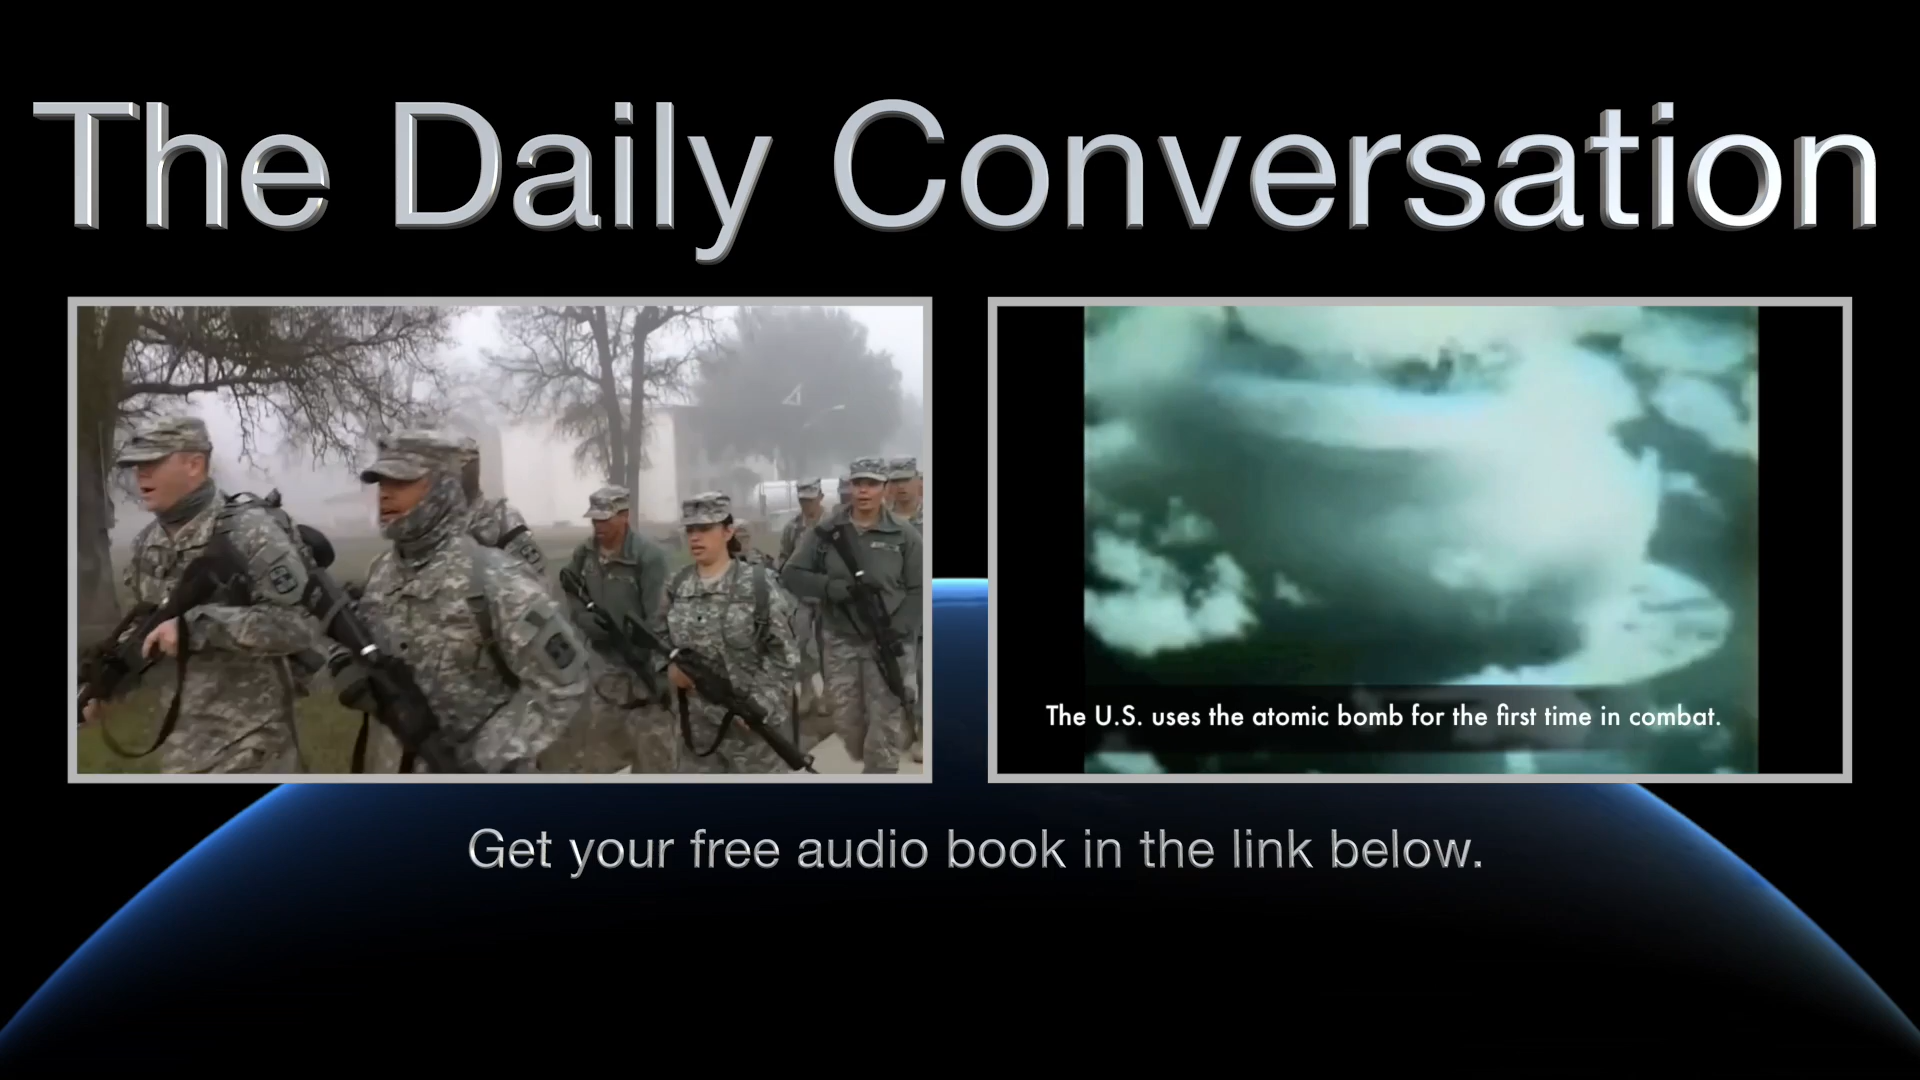 The Daily Conversation
The U.S. uses the atomic bomb for the first time in combat.
Get your free audio book in the link below.